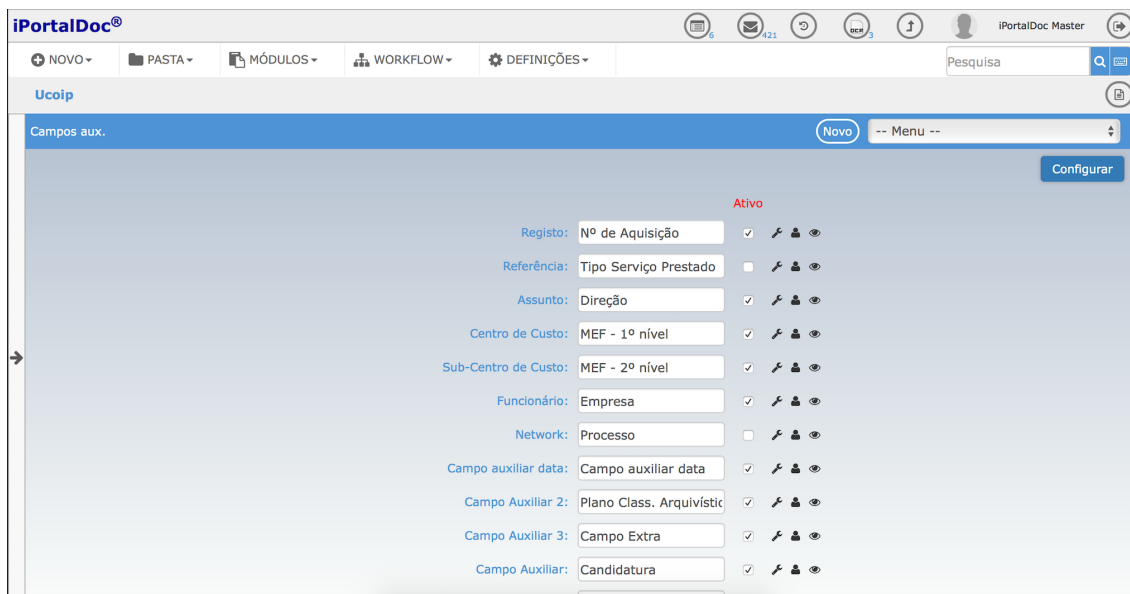 iPortalDoc®
6
421
OCR 3
iPortalDoc Master
NOVO
PASTA
MÓDULOS
WORKFLOW
DEFINIÇÕES
Pesquisa
Ucoip
Campos aux.
Novo
-- Menu --
Configurar
Ativo
Registo: Nº de Aquisição
Referência: Tipo Serviço Prestado
Assunto: Direção
Centro de Custo: MEF - 1º nível
Sub-Centro de Custo: MEF - 2º nível
Funcionário: Empresa
Network: Processo
Campo auxiliar data: Campo auxiliar data
Campo Auxiliar 2: Plano Class. Arquivístic
Campo Auxiliar 3: Campo Extra
Campo Auxiliar: Candidatura